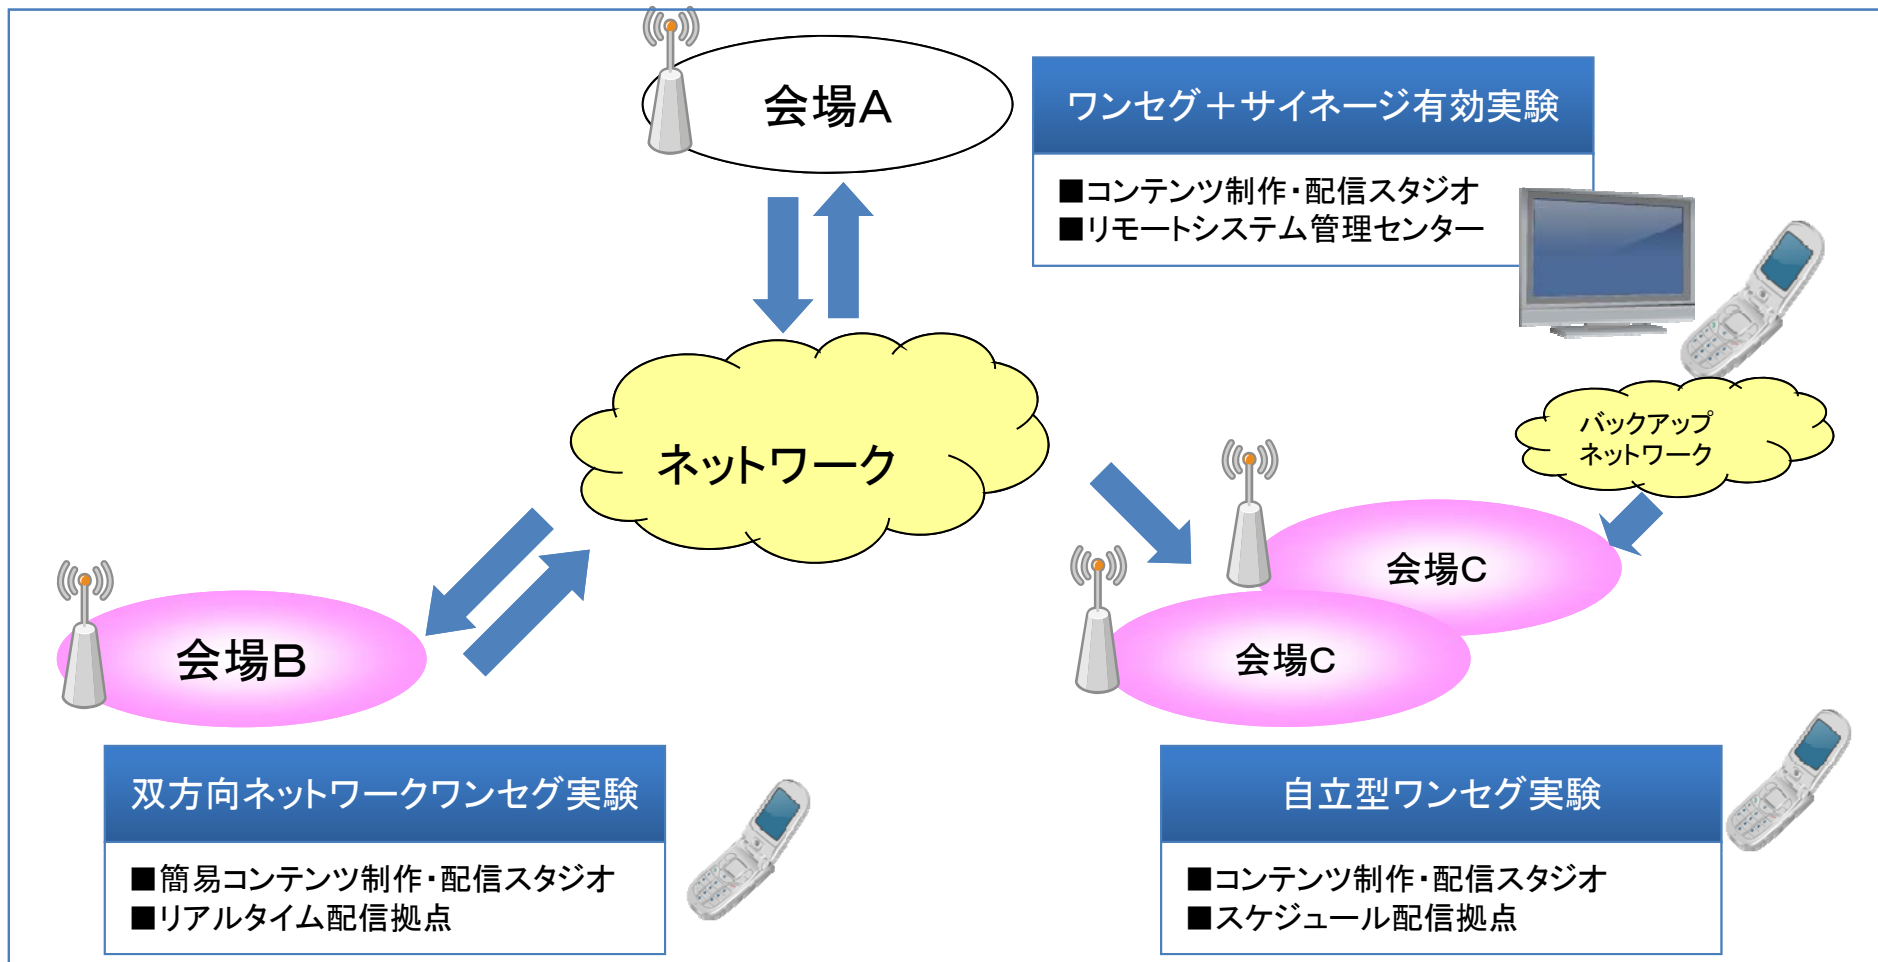 会場A
ワンセグ＋サイネージ有効実験
■コンテンツ制作・配信スタジオ
■リモートシステム管理センター
ネットワーク
バックアップ
ネットワーク
会場C
会場C
会場B
双方向ネットワークワンセグ実験
■簡易コンテンツ制作・配信スタジオ
■リアルタイム配信拠点
自立型ワンセグ実験
■コンテンツ制作・配信スタジオ
■スケジュール配信拠点